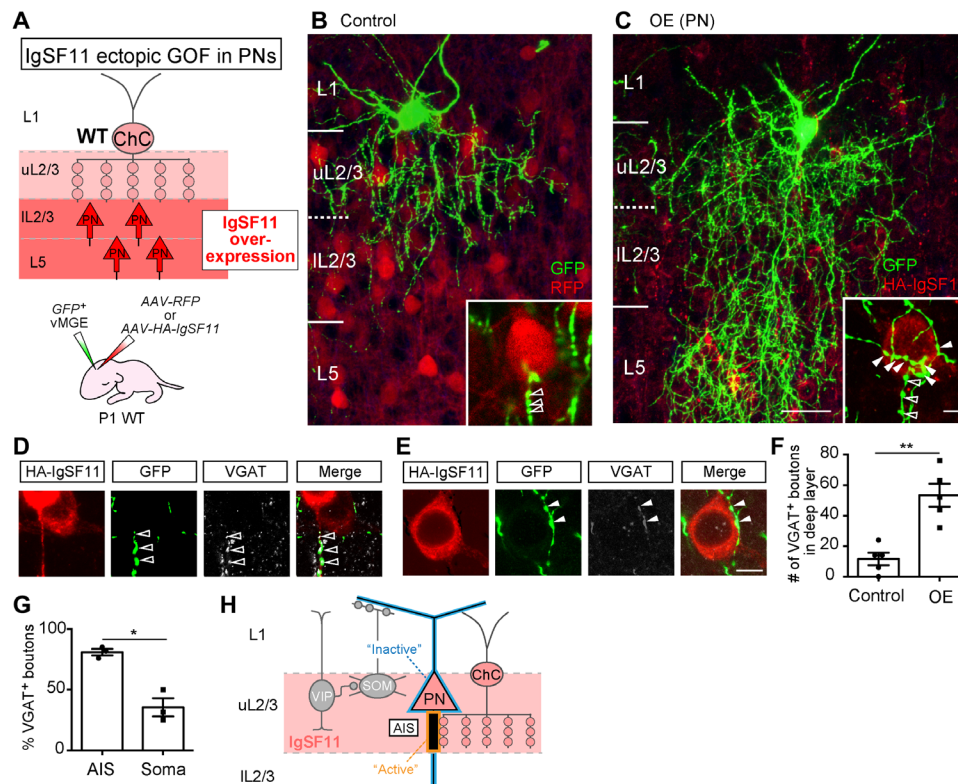 A
IgSF11 ectopic GOF in PNs
L1
WT
ChC
uL2/3
lL2/3
PN
PN
L5
PN
PN
IgSF11
over-
expression
GFP+
vMGE
AAV-RFP
or
AAV-HA-IgSF11
P1 WT
B
Control
L1
uL2/3
lL2/3
L5
GFP
RFP
C
OE (PN)
L1
uL2/3
lL2/3
L5
GFP
HA-IgSF11
D
HA-IgSF11
GFP
VGAT
Merge
E
HA-IgSF11
GFP
VGAT
Merge
F
# of VGAT+ boutons
in deep layer
80
60
40
20
0
**
Control
OE
G
% VGAT+ boutons
100
50
0
*
AIS
Soma
H
L1
uL2/3
lL2/3
"Inactive"
VIP
SOM
PN
ChC
IgSF11
AIS
"Active"